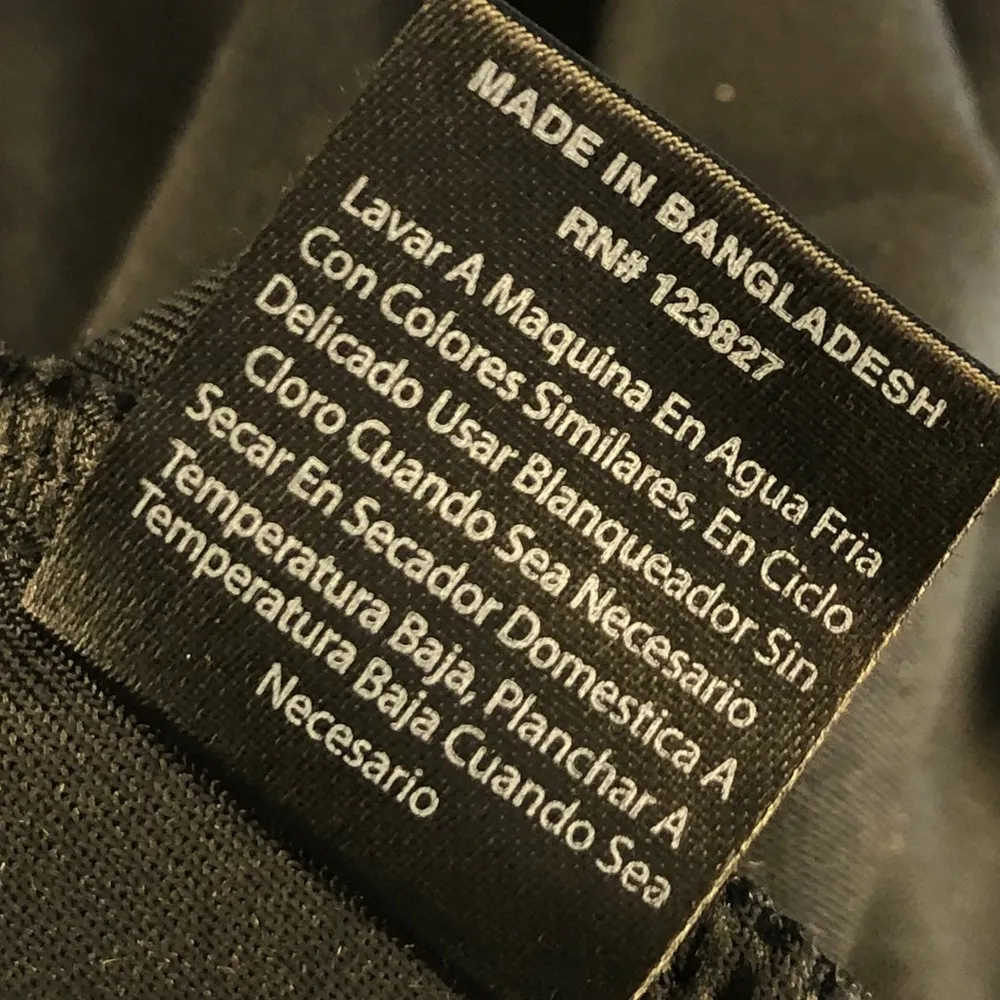 MADE IN BANGLADESH
RN# 123827
Lavar A Maquina En Agua Fria
Con Colores Similares, En Ciclo
Delicado Usar Blanqueador Sin
Cloro Cuando Sea Necesario
Secar En Secador Domestica A
Temperatura Baja, Planchar A
Temperatura Baja Cuando Sea
Necesario